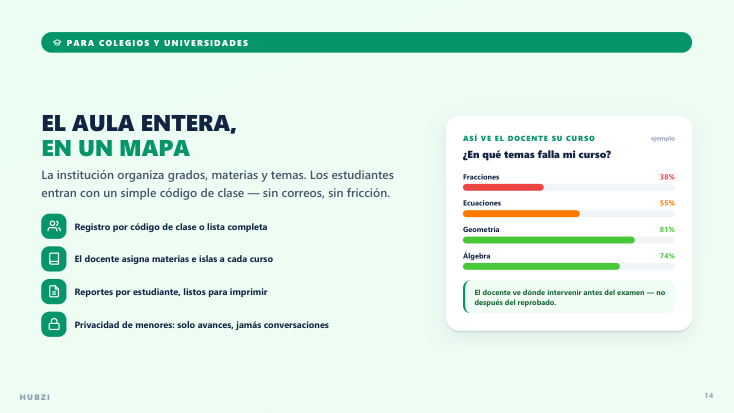 PARA COLEGIOS Y UNIVERSIDADES
EL AULA ENTERA,
EN UN MAPA
La institución organiza grados, materias y temas. Los estudiantes
entran con un simple código de clase — sin correos, sin fricción.
Registro por código de clase o lista completa
El docente asigna materias e islas a cada curso
Reportes por estudiante, listos para imprimir
Privacidad de menores: solo avances, jamás conversaciones
ASÍ VE EL DOCENTE SU CURSO ejemplo
¿En qué temas falla mi curso?
Fracciones 38%
Ecuaciones 55%
Geometría 81%
Álgebra 74%
El docente ve dónde intervenir antes del examen — no
después del reprobado.
HUBZI
14